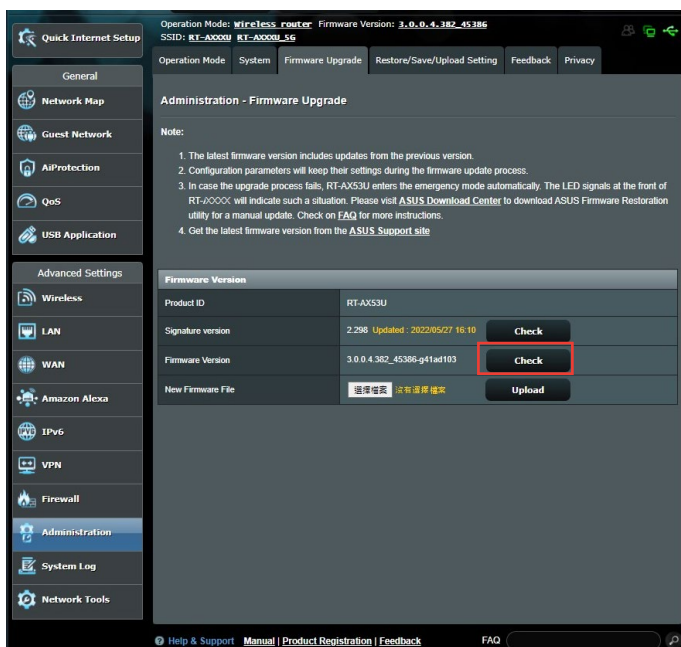 Quick Internet Setup
General
Network Map
Guest Network
AiProtection
QoS
USB Application
Advanced Settings
Wireless
LAN
WAN
Amazon Alexa
IPv6
VPN
Firewall
Administration
System Log
Network Tools
Operation Mode: Wireless router Firmware Version: 3.0.0.4.382_45386
SSID: RT-AXXXU RT-AXXXU_5G
Operation Mode System Firmware Upgrade Restore/Save/Upload Setting Feedback Privacy
Administration - Firmware Upgrade
Note:
1. The latest firmware version includes updates from the previous version.
2. Configuration parameters will keep their settings during the firmware update process.
3. In case the upgrade process fails, RT-AX53U enters the emergency mode automatically. The LED signals at the front of
RT-AXXXX will indicate such a situation. Please visit ASUS Download Center to download ASUS Firmware Restoration
utility for a manual update. Check on FAQ for more instructions.
4. Get the latest firmware version from the ASUS Support site
Firmware Version
Product ID RT-AX53U
Signature version 2.298 Updated : 2022/05/27 16:10 Check
Firmware Version 3.0.0.4.382_45386-g41ad103 Check
New Firmware File 選擇檔案 沒有選擇檔案 Upload
Help & Support Manual | Product Registration | Feedback FAQ